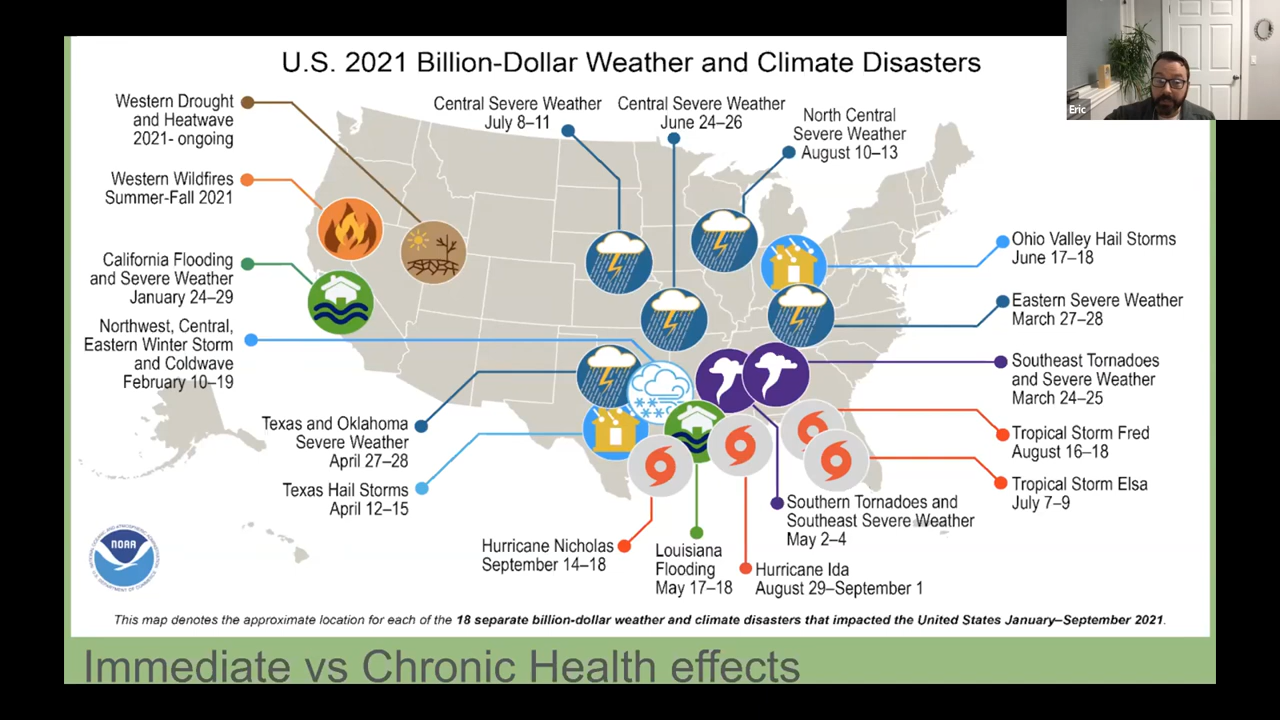 U.S. 2021 Billion-Dollar Weather and Climate Disasters
Eric
Western Drought
and Heatwave
2021- ongoing
Central Severe Weather
July 8–11
Central Severe Weather
June 24–26
North Central
Severe Weather
August 10–13
Western Wildfires
Summer-Fall 2021
California Flooding
and Severe Weather
January 24–29
Northwest, Central,
Eastern Winter Storm
and Coldwave
February 10–19
Ohio Valley Hail Storms
June 17–18
Eastern Severe Weather
March 27–28
Southeast Tornadoes
and Severe Weather
March 24–25
Texas and Oklahoma
Severe Weather
April 27–28
Texas Hail Storms
April 12–15
Tropical Storm Fred
August 16–18
Tropical Storm Elsa
July 7–9
Southern Tornadoes and
Southeast Severe Weather
May 2–4
Hurricane Nicholas
September 14–18
Louisiana
Flooding
May 17–18
Hurricane Ida
August 29–September 1
NOAA
This map denotes the approximate location for each of the 18 separate billion-dollar weather and climate disasters that impacted the United States January–September 2021.
Immediate vs Chronic Health effects